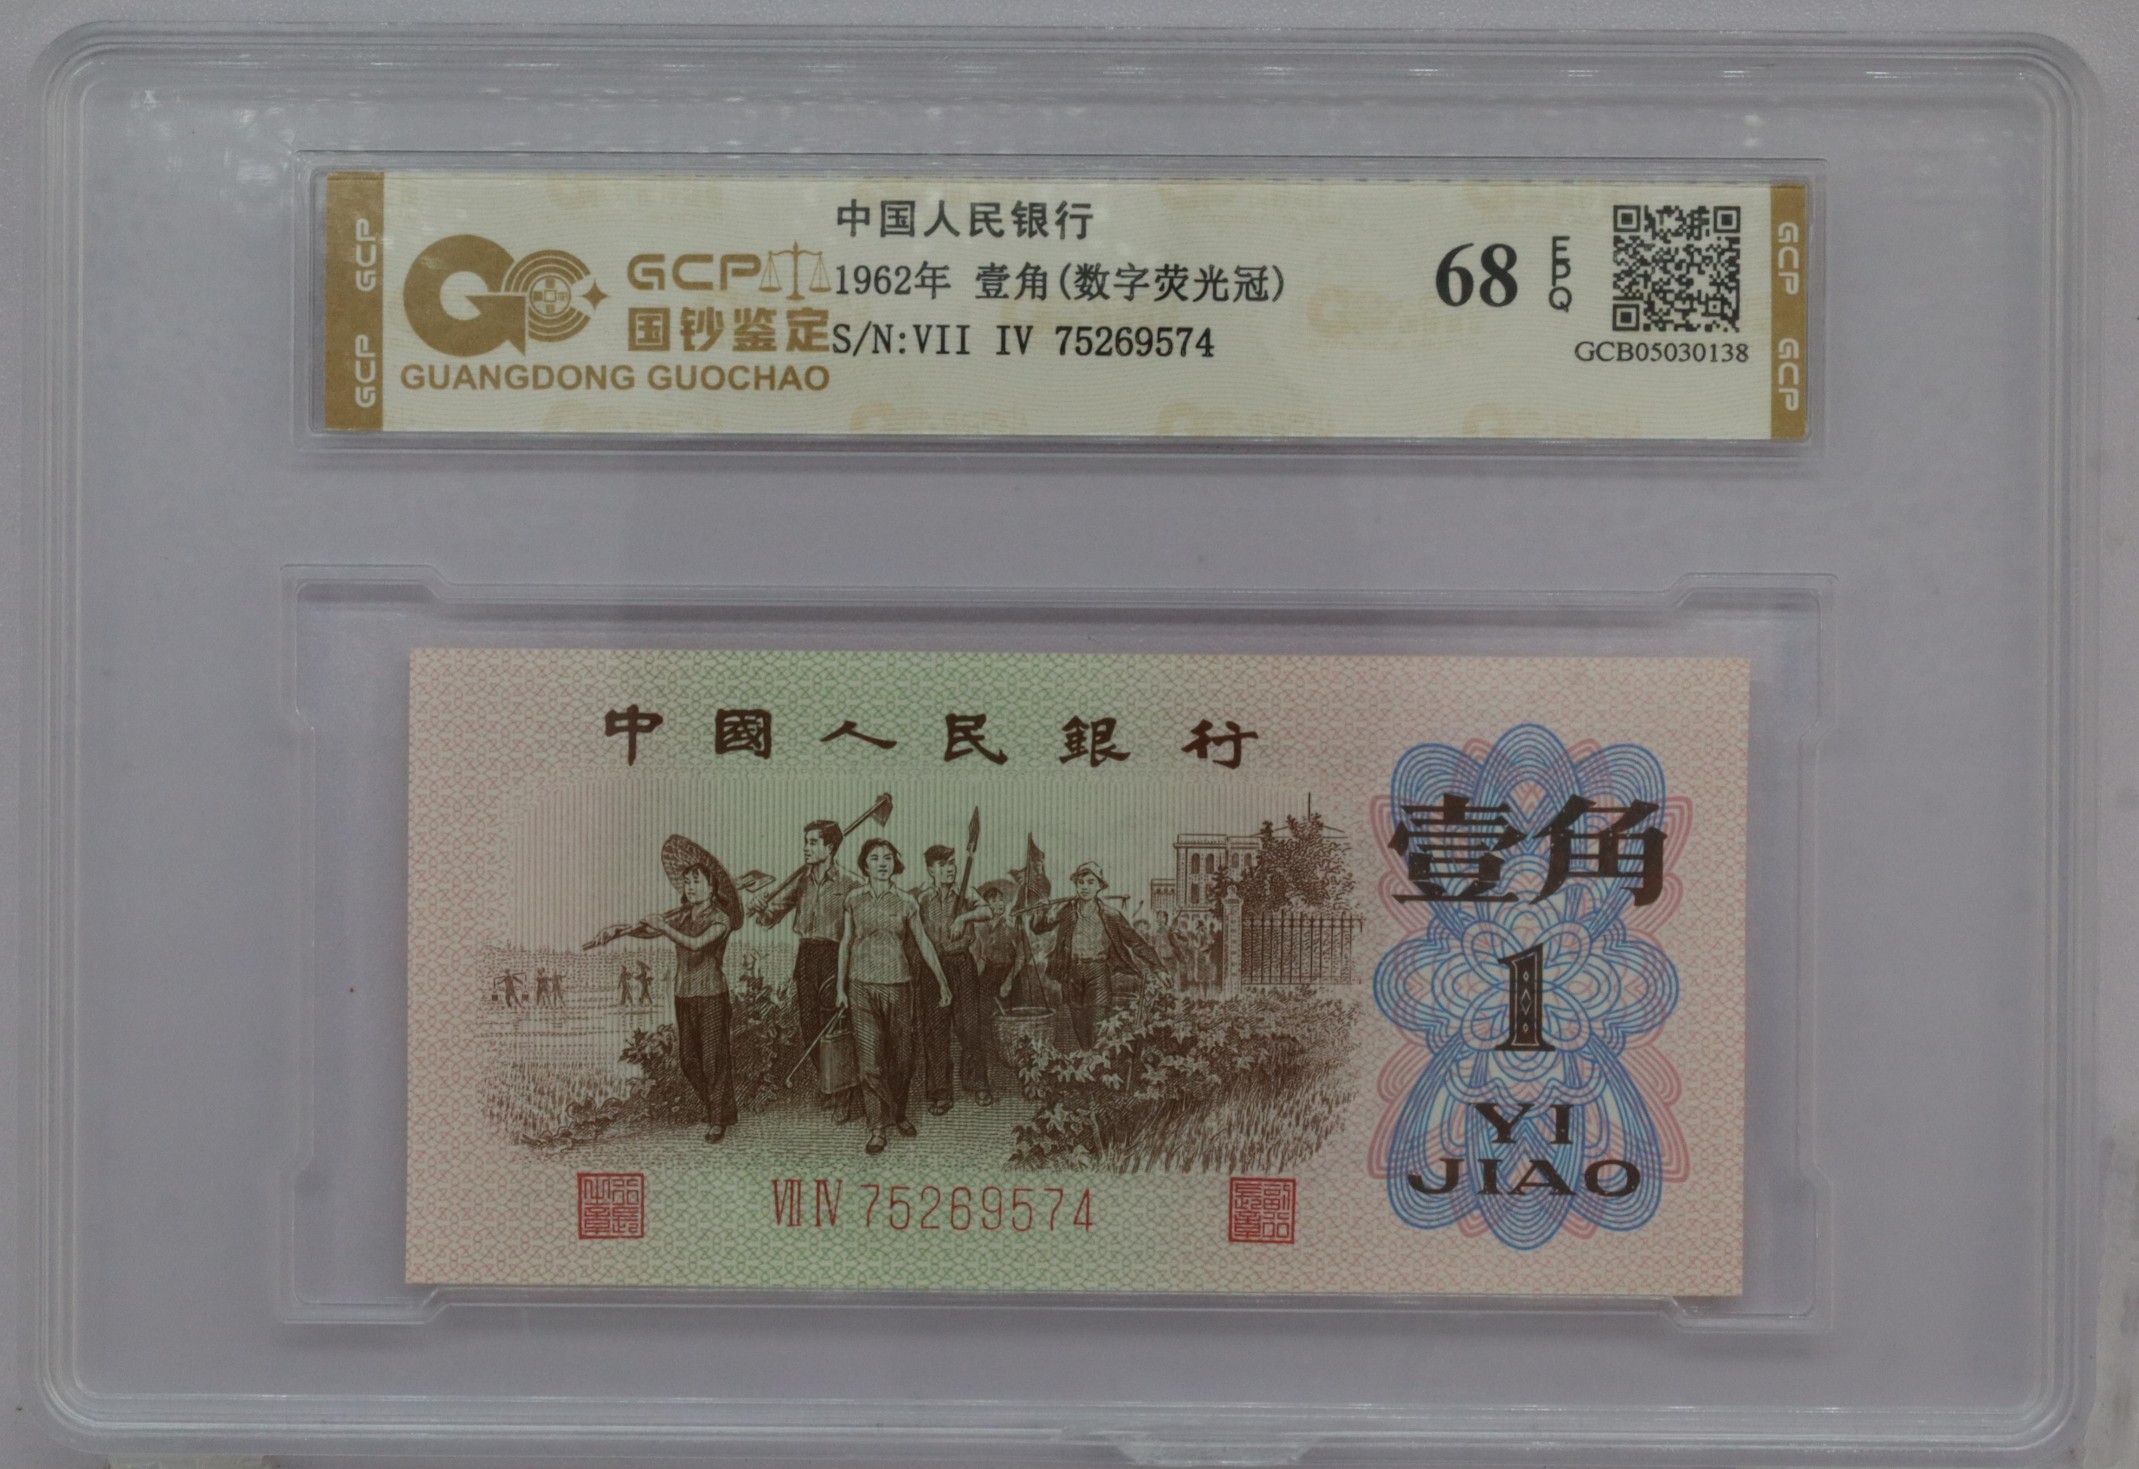 中国人民银行
GCP
1962年 壹角(数字荧光冠)
68 EPQ
国钞鉴定
S/N:VII IV 75269574
GUANGDONG GUOCHAO
GCB05030138
GCP
GCP
GCP
GCP
中國人民銀行
壹角
1
YI
JIAO
VII IV 75269574